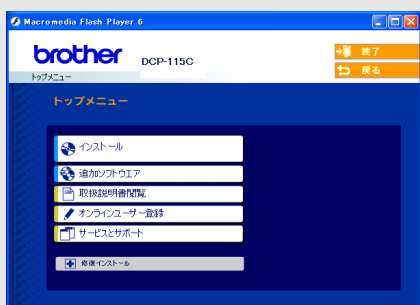 Macromedia Flash Player 6
brother
DCP-115C
終了
戻る
トップメニュー
トップメニュー
インストール
追加ソフトウエア
取扱説明書閲覧
オンラインユーザー登録
サービスとサポート
修復インストール